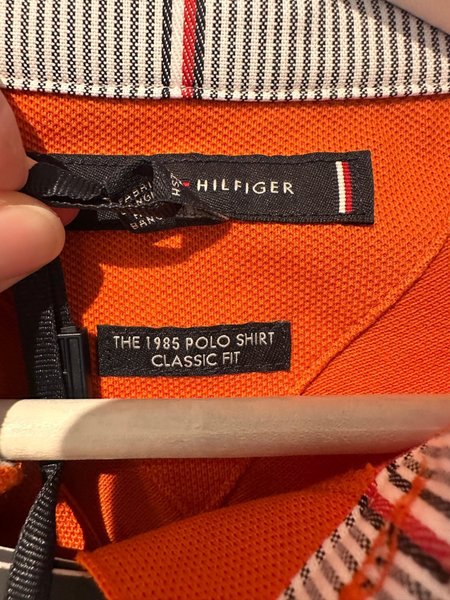 HILFIGER
THE 1985 POLO SHIRT
CLASSIC FIT